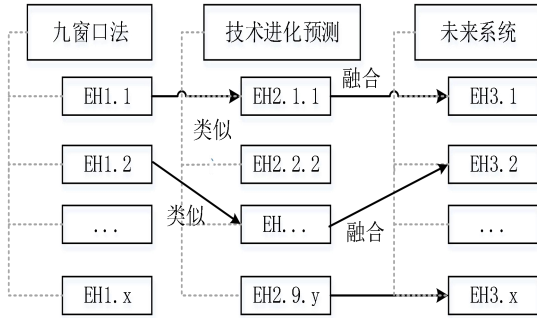 九窗口法 技术进化预测 未来系统
融合
EH1.1 EH2.1.1 EH3.1
类似
EH1.2 EH2.2.2 EH3.2
类似
... EH... 融合 ...
EH1.x EH2.9.y EH3.x